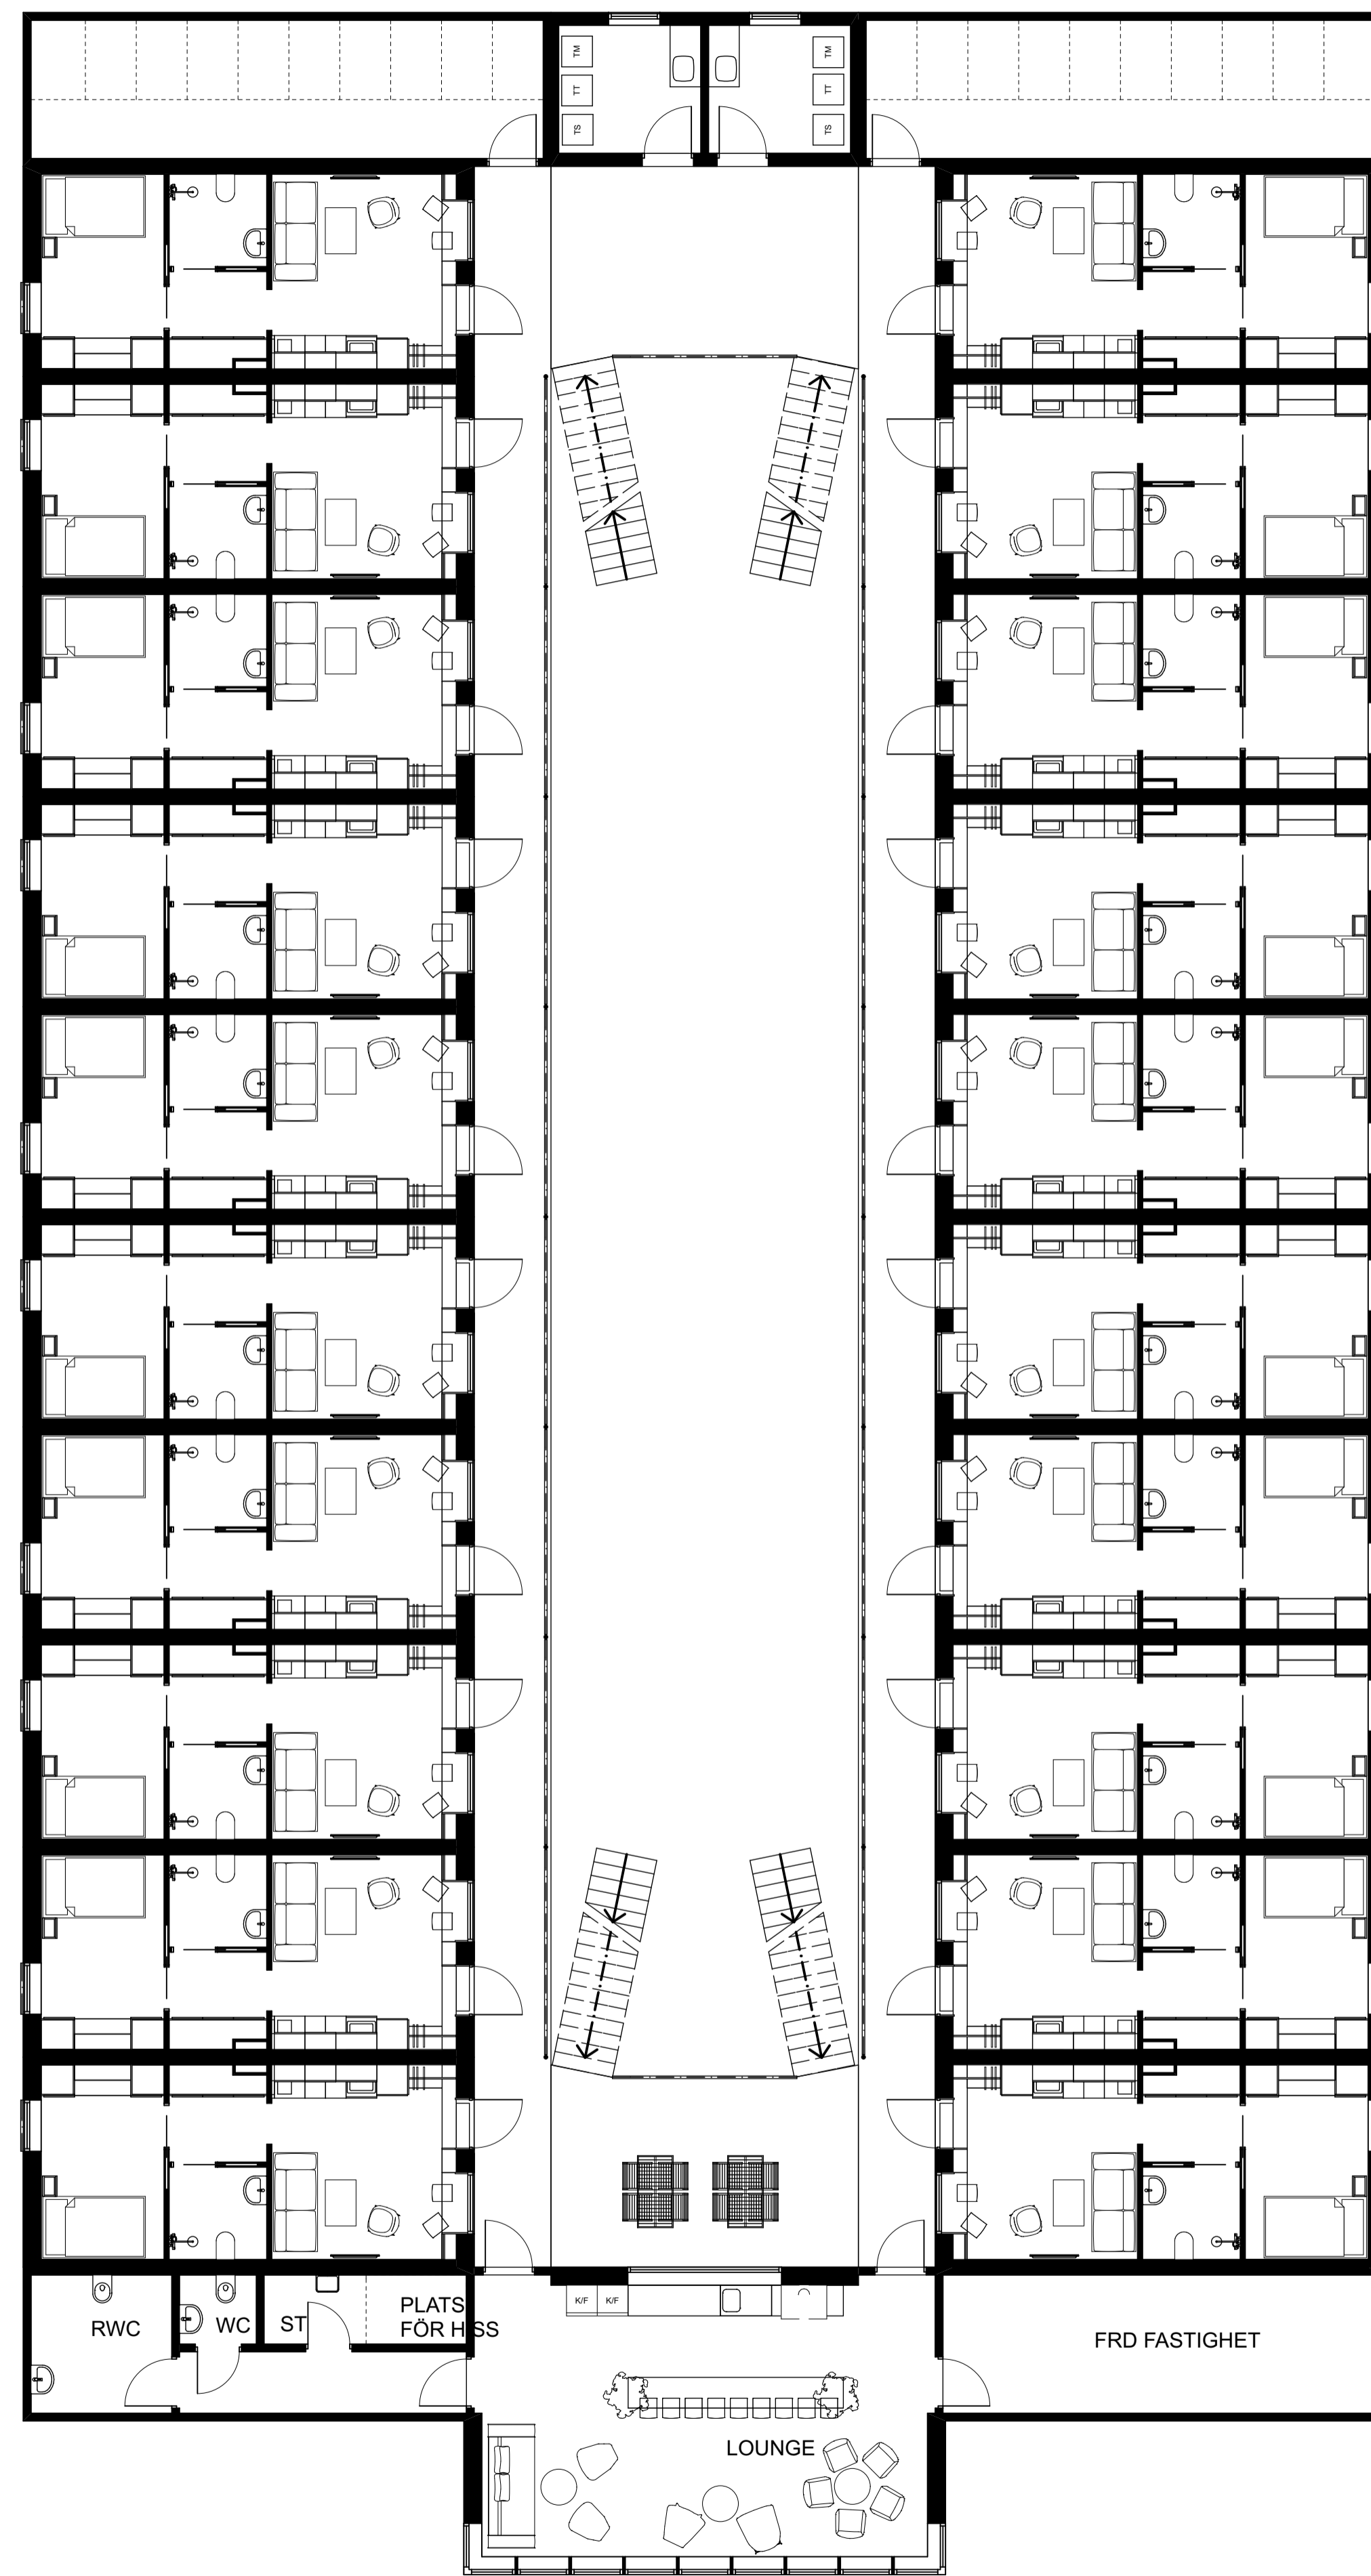 TM
TT
TS
TM
TT
TS
K/F
K/F
RWC
WC
ST
PLATS
FÖR HISS
FRD FASTIGHET
LOUNGE